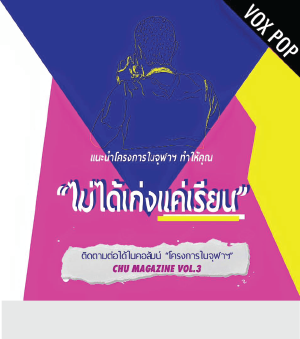 VOX POP
แนะนำโครงการในจุฬาฯ ทำให้คุณ
“ไม่ได้เก่งแค่เรียน”
ติดตามต่อได้ในคอลัมน์ “โครงการในจุฬาฯ”
CHU MAGAZINE VOL.3